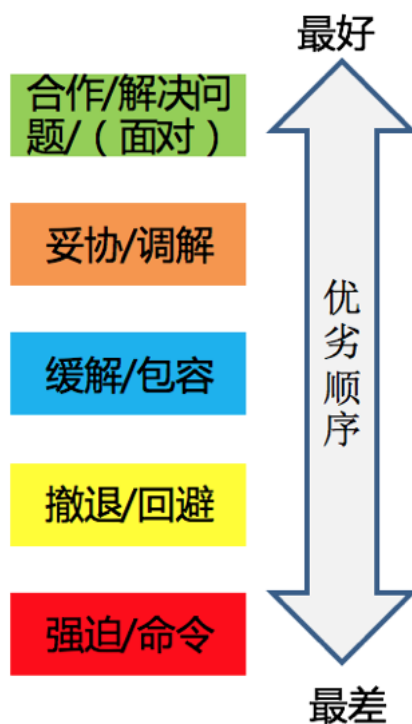 最好
合作/解决问
题/（面对）
妥协/调解
缓解/包容
优劣顺序
撤退/回避
强迫/命令
最差